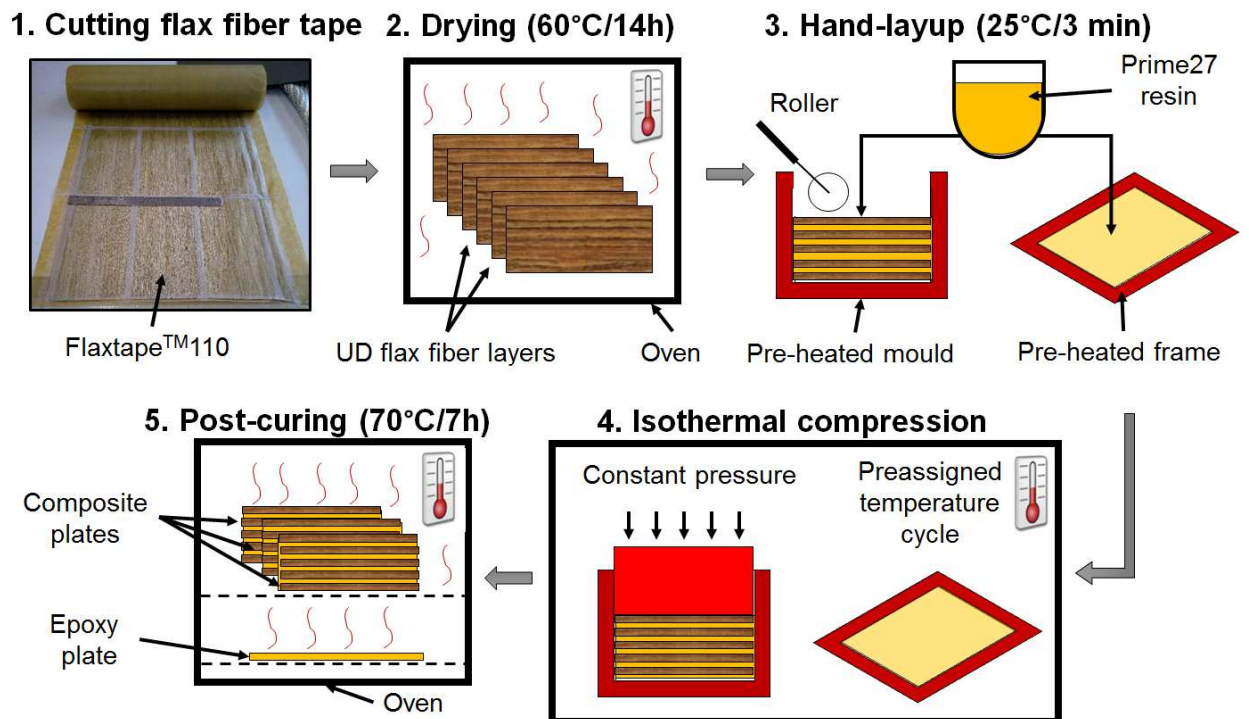 1. Cutting flax fiber tape
2. Drying (60°C/14h)
3. Hand-layup (25°C/3 min)
Prime27
resin
Roller
Flaxtape™110
UD flax fiber layers
Oven
Pre-heated mould
Pre-heated frame
5. Post-curing (70°C/7h)
4. Isothermal compression
Composite
plates
Epoxy
plate
Oven
Constant pressure
Preassigned
temperature
cycle